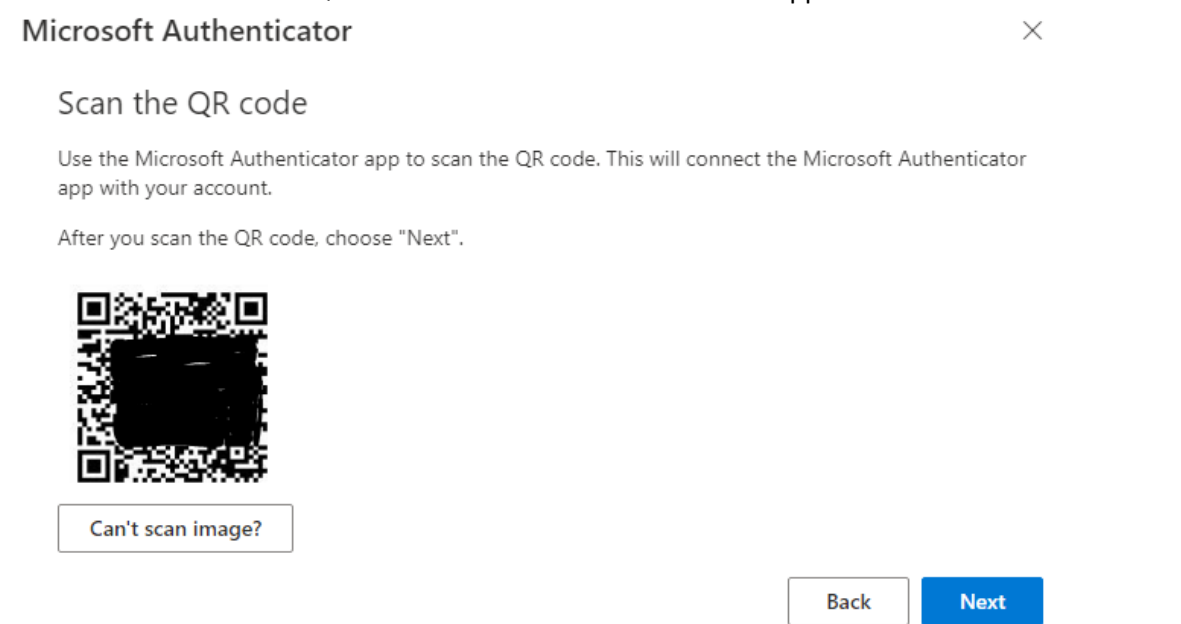 Microsoft Authenticator
Scan the QR code
Use the Microsoft Authenticator app to scan the QR code. This will connect the Microsoft Authenticator
app with your account.
After you scan the QR code, choose "Next".
Can't scan image?
Back
Next